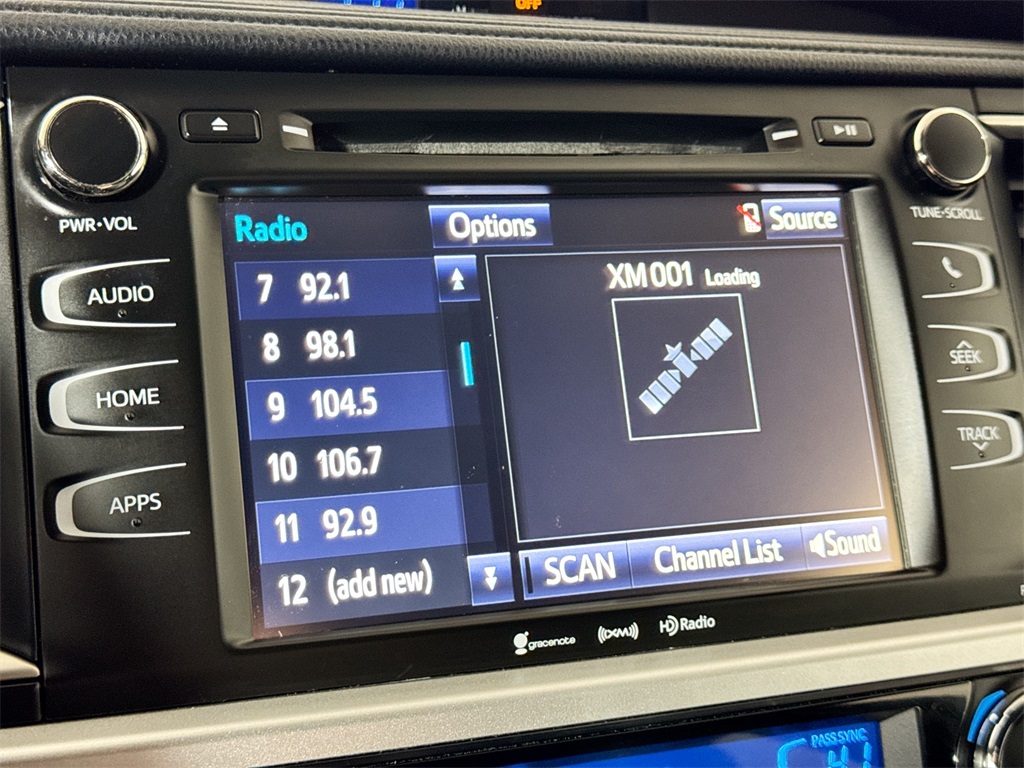 OFF
PWR•VOL
TUNE•SCROLL
AUDIO
HOME
APPS
SEEK
TRACK
Radio
Options
Source
7 92.1
8 98.1
9 104.5
10 106.7
11 92.9
12 (add new)
XM001 Loading
SCAN
Channel List
Sound
gracenote
((XM))
HD Radio
PASS SYNC